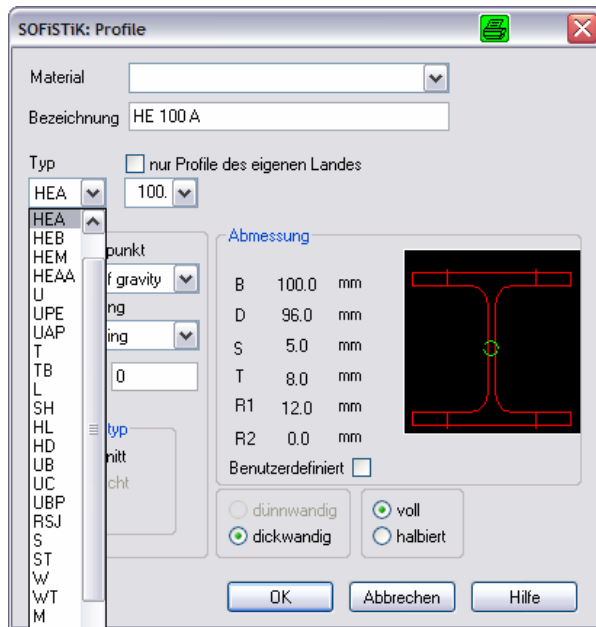 SOFiSTiK: Profile
Material
Bezeichnung HE 100 A
Typ nur Profile des eigenen Landes
HEA 100.
HEA
HEB
HEM
HEAA
U
UPE
UAP
T
TB
L
SH
HL
HD
UB
UC
UBP
RSJ
S
ST
W
WT
M
punkt
f gravity
ng
ing
0
typ
nitt
cht
Abmessung
B 100.0 mm
D 96.0 mm
S 5.0 mm
T 8.0 mm
R1 12.0 mm
R2 0.0 mm
Benutzerdefiniert
dünnwandig
dickwandig
voll
halbiert
OK Abbrechen Hilfe